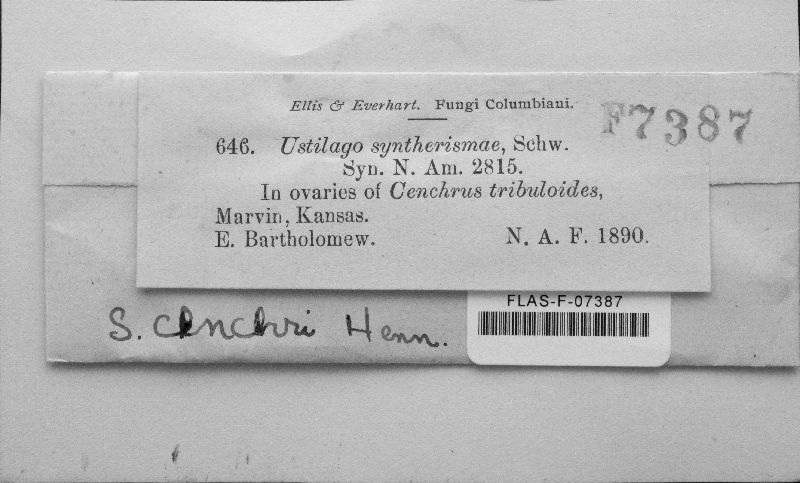 Ellis & Everhart. Fungi Columbiani.
F7387
646. Ustilago syntherismae, Schw.
Syn. N. Am. 2815.
In ovaries of Cenchrus tribuloides,
Marvin, Kansas.
E. Bartholomew. N. A. F. 1890.
FLAS-F-07387
S. cenchri Henn.